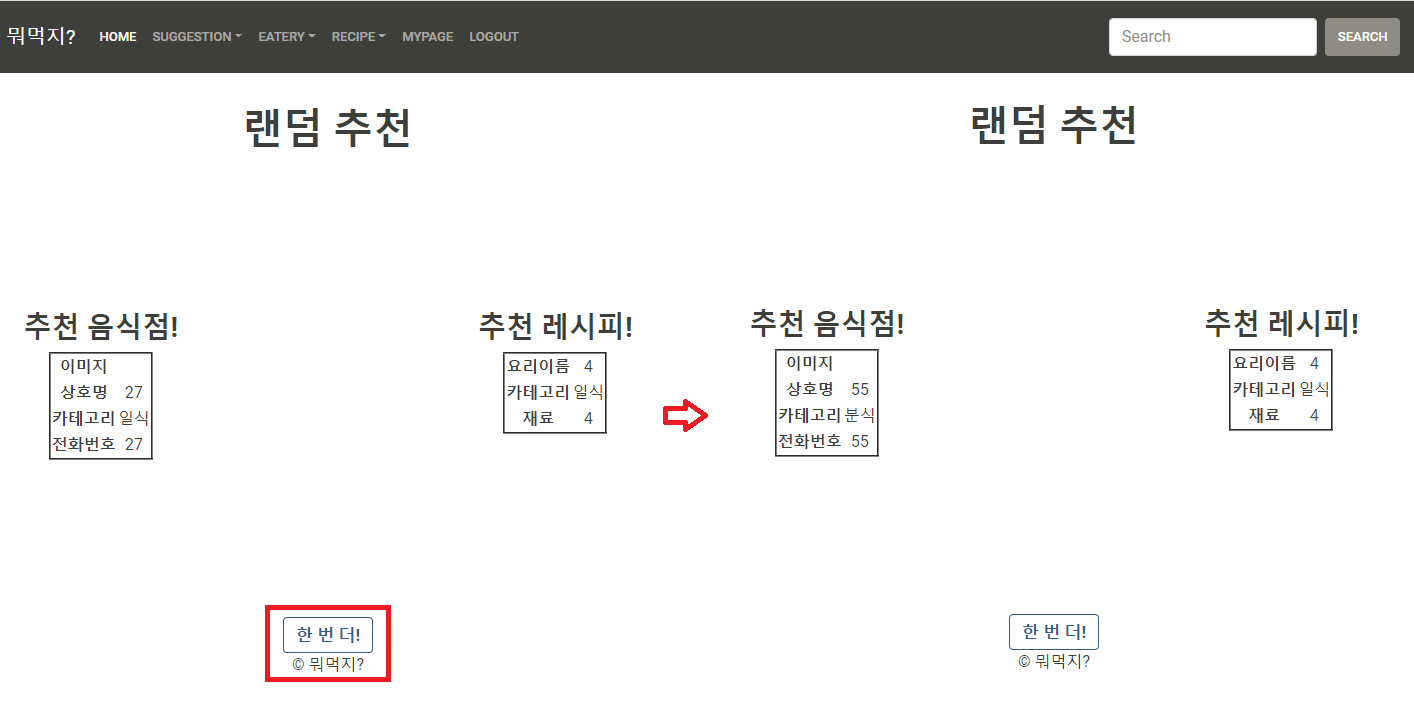 뭐먹지? HOME SUGGESTION EATERY RECIPE MYPAGE LOGOUT Search SEARCH
랜덤 추천
추천 음식점!
이미지
상호명 27
카테고리 일식
전화번호 27
추천 레시피!
요리이름 4
카테고리 일식
재료 4
한 번 더!
© 뭐먹지?
랜덤 추천
추천 음식점!
이미지
상호명 55
카테고리 분식
전화번호 55
추천 레시피!
요리이름 4
카테고리 일식
재료 4
한 번 더!
© 뭐먹지?